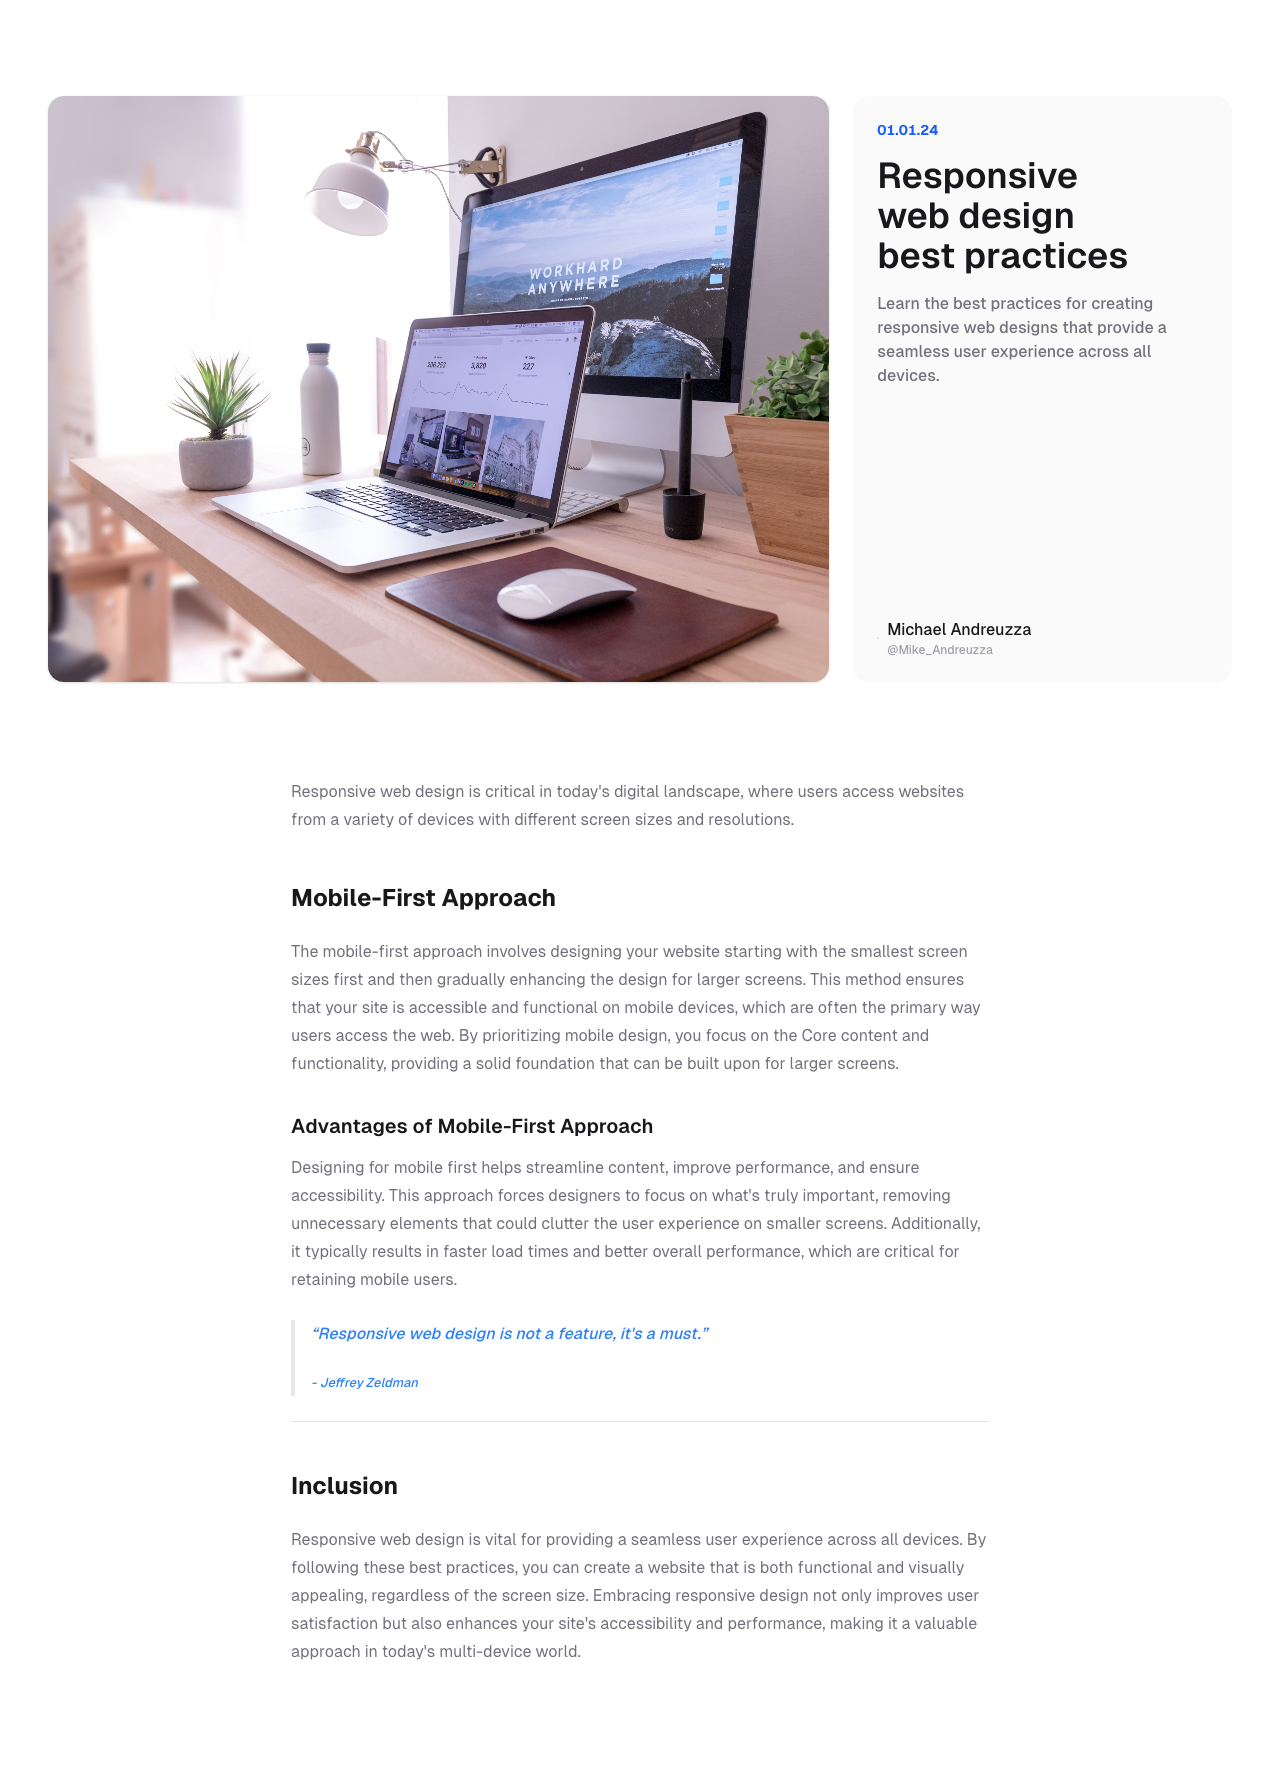 WORKHARD
ANYWHERE
5,820
227
01.01.24
Responsive
web design
best practices
Learn the best practices for creating
responsive web designs that provide a
seamless user experience across all
devices.
Michael Andreuzza
@Mike_Andreuzza
Responsive web design is critical in today's digital landscape, where users access websites
from a variety of devices with different screen sizes and resolutions.
Mobile-First Approach
The mobile-first approach involves designing your website starting with the smallest screen
sizes first and then gradually enhancing the design for larger screens. This method ensures
that your site is accessible and functional on mobile devices, which are often the primary way
users access the web. By prioritizing mobile design, you focus on the Core content and
functionality, providing a solid foundation that can be built upon for larger screens.
Advantages of Mobile-First Approach
Designing for mobile first helps streamline content, improve performance, and ensure
accessibility. This approach forces designers to focus on what's truly important, removing
unnecessary elements that could clutter the user experience on smaller screens. Additionally,
it typically results in faster load times and better overall performance, which are critical for
retaining mobile users.
“Responsive web design is not a feature, it's a must.”
- Jeffrey Zeldman
Inclusion
Responsive web design is vital for providing a seamless user experience across all devices. By
following these best practices, you can create a website that is both functional and visually
appealing, regardless of the screen size. Embracing responsive design not only improves user
satisfaction but also enhances your site's accessibility and performance, making it a valuable
approach in today's multi-device world.